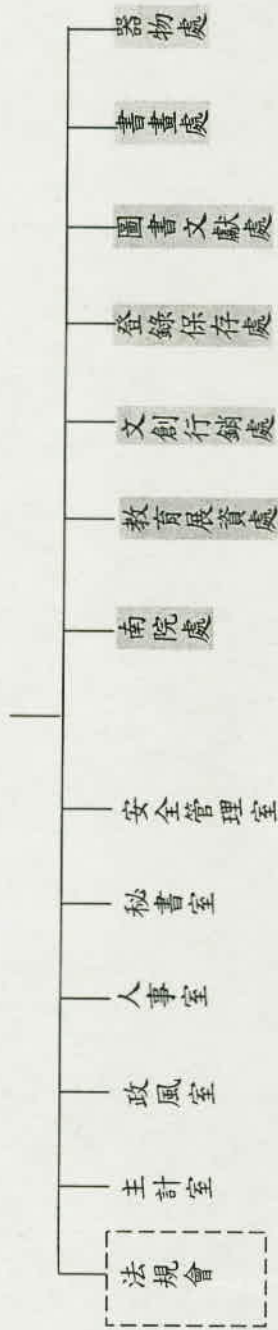 器物處
書畫處
圖書文獻處
登錄保存處
文創行銷處
教育展資處
南院處
安全管理室
秘書室
人事室
政風室
主計室
法規會